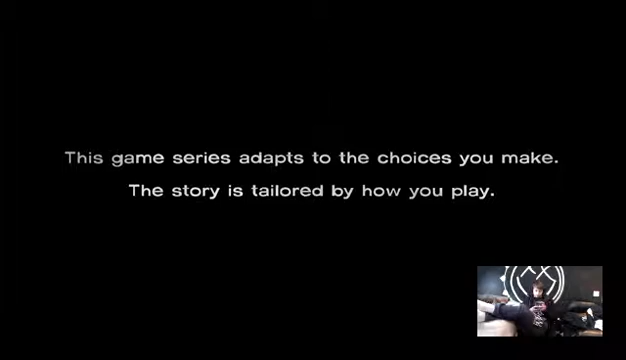 This game series adapts to the choices you make.
The story is tailored by how you play.